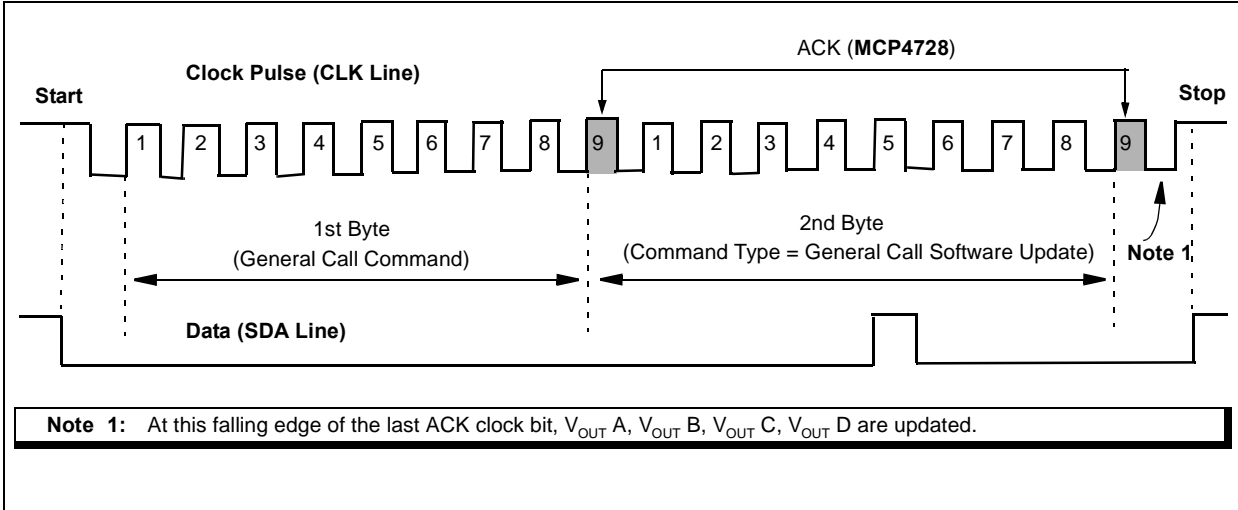 ACK (MCP4728)
Clock Pulse (CLK Line)
Start
Stop
1 2 3 4 5 6 7 8 9 1 2 3 4 5 6 7 8 9
1st Byte
(General Call Command)
2nd Byte
(Command Type = General Call Software Update)
Note 1
Data (SDA Line)
Note 1: At this falling edge of the last ACK clock bit, VOUT A, VOUT B, VOUT C, VOUT D are updated.